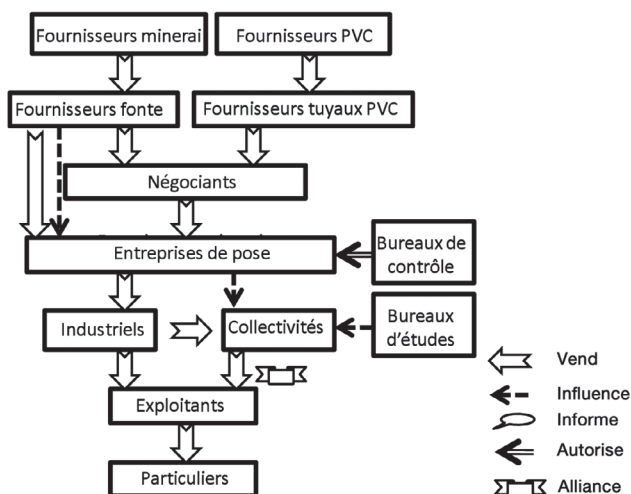 Fournisseurs minerai
Fournisseurs PVC
Fournisseurs fonte
Fournisseurs tuyaux PVC
Négociants
Entreprises de pose
Bureaux de
contrôle
Industriels
Collectivités
Bureaux
d'études
Exploitants
Particuliers
Vend
Influence
Informe
Autorise
Alliance